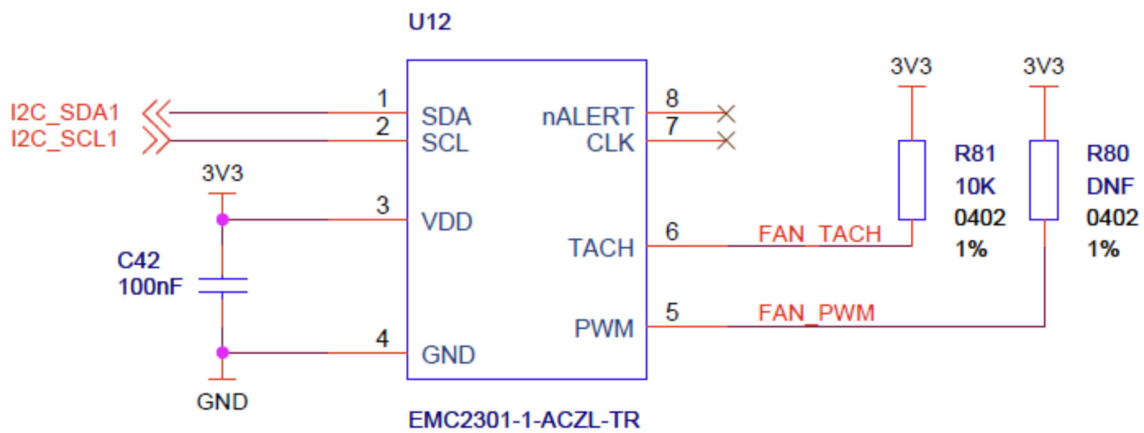 U12
I2C_SDA1
I2C_SCL1
1
2
SDA
SCL
nALERT
CLK
8
7
3V3
3
VDD
C42
100nF
TACH
6
FAN_TACH
PWM
5
FAN_PWM
4
GND
GND
3V3
3V3
R81
10K
0402
1%
R80
DNF
0402
1%
EMC2301-1-ACZL-TR